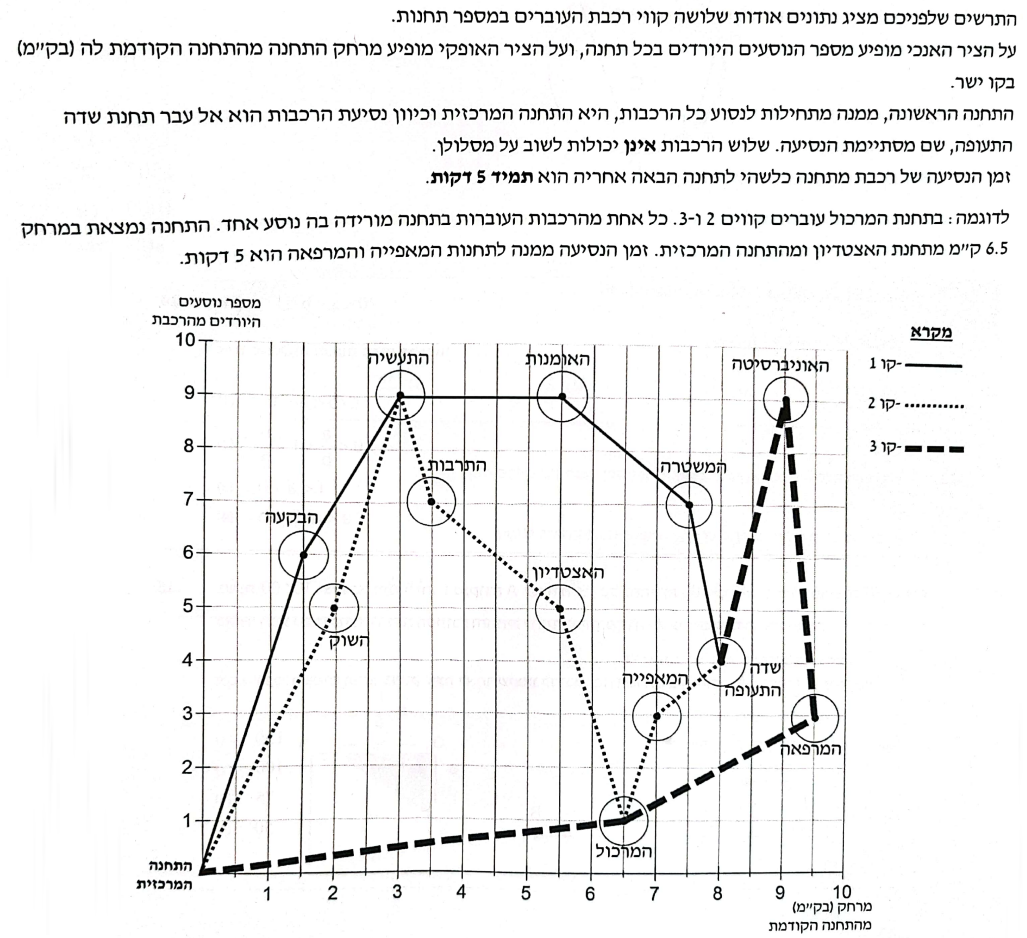 התרשים שלפניכם מציג נתונים אודות שלושה קווי רכבת העוברים במספר תחנות.
על הציר האנכי מופיע מספר הנוסעים היורדים בכל תחנה, ועל הציר האופקי מופיע מרחק התחנה מהתחנה הקודמת לה (בק״מ)
בקו ישר.
התחנה הראשונה, ממנה מתחילות לנסוע כל הרכבות, היא התחנה המרכזית וכיוון נסיעת הרכבות הוא אל עבר תחנת שדה
התעופה, שם מסתיימת הנסיעה. שלוש הרכבות אינן יכולות לשוב על מסלולן.
זמן הנסיעה של רכבת מתחנה כלשהי לתחנה הבאה אחריה הוא תמיד 5 דקות.
לדוגמה: בתחנת המרכול עוברים קווים 2 ו-3. כל אחת מהרכבות העוברות בתחנה מורידה בה נוסע אחד. התחנה נמצאת במרחק
6.5 ק״מ מתחנת האצטדיון ומהתחנה המרכזית. זמן הנסיעה ממנה לתחנות המאפייה והמרפאה הוא 5 דקות.
מספר נוסעים
היורדים מהרכבת
מקרא
קו 1-
קו 2-
קו 3-
10
9
8
7
6
5
4
3
2
1
התעשיה
האומנות
האוניברסיטה
התרבות
המשטרה
הבקעה
האצטדיון
השוק
המאפייה
שדה
התעופה
המרפאה
המרכול
התחנה
המרכזית
1 2 3 4 5 6 7 8 9 10
מרחק (בק״מ)
מהתחנה הקודמת